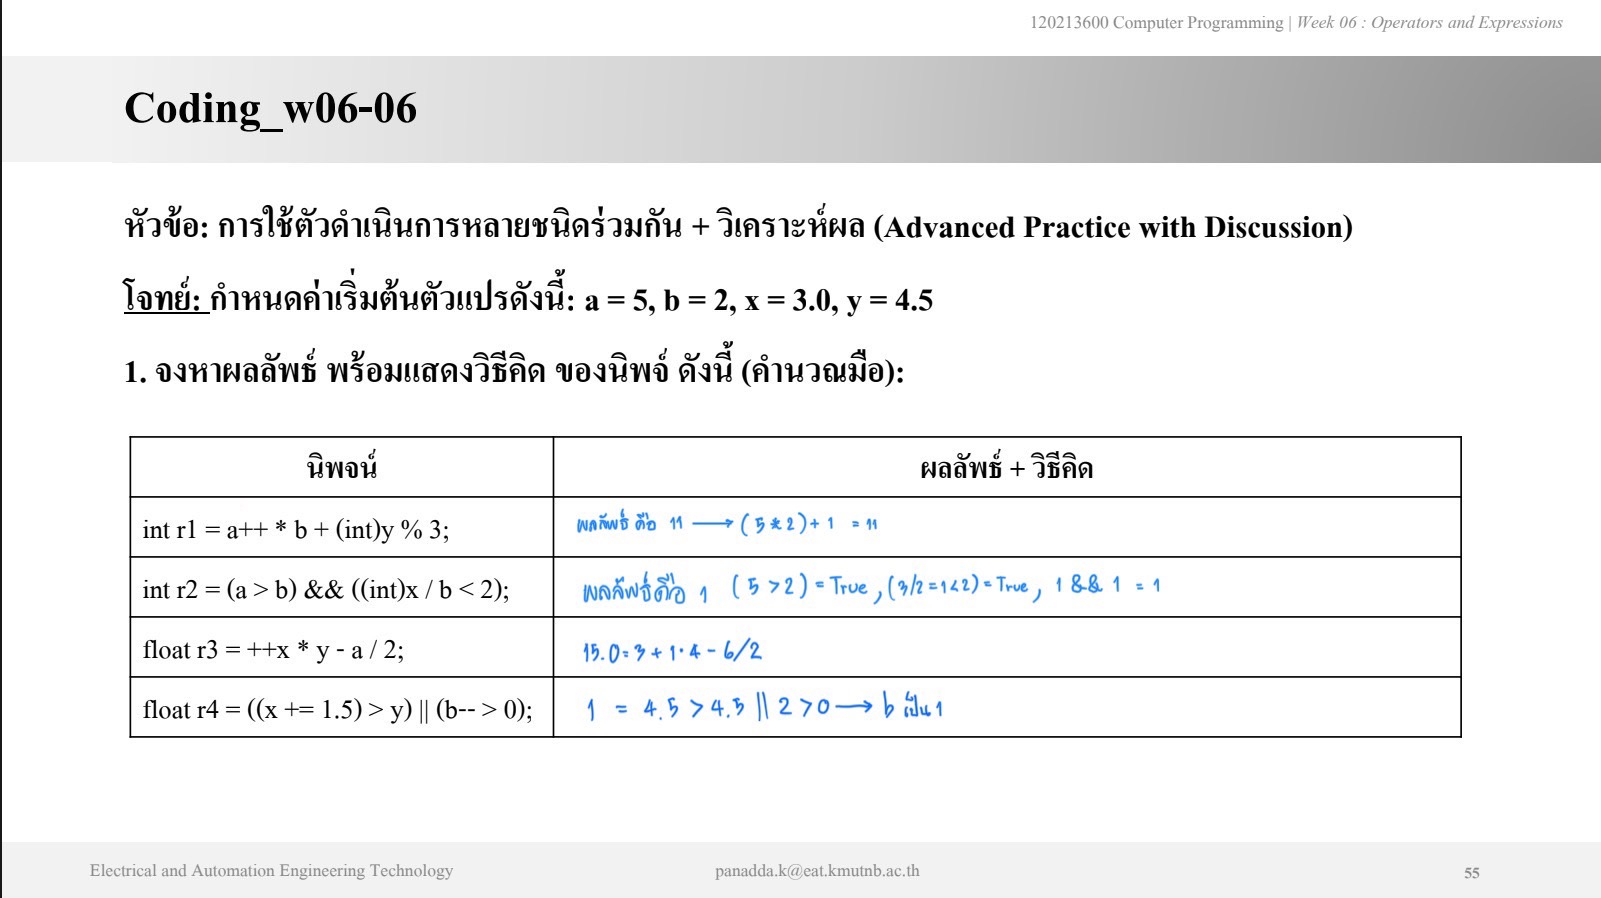 120213600 Computer Programming | Week 06 : Operators and Expressions
Coding_w06-06
หัวข้อ: การใช้ตัวดำเนินการหลายชนิดร่วมกัน + วิเคราะห์ผล (Advanced Practice with Discussion)
โจทย์: กำหนดค่าเริ่มต้นตัวแปรดังนี้: a = 5, b = 2, x = 3.0, y = 4.5
1. จงหาผลลัพธ์ พร้อมแสดงวิธีคิด ของนิพจ์ ดังนี้ (คำนวณมือ):
นิพจน์ ผลลัพธ์ + วิธีคิด
int r1 = a++ * b + (int)y % 3; ผลลัพธ์ คือ 11 → (5*2)+1 = 11
int r2 = (a > b) && ((int)x / b < 2); ผลลัพธ์คือ 1 (5 >2) = True, (3/2=1<2)=True, 1 && 1 = 1
float r3 = ++x * y - a / 2; 15.0=3+1·4-6/2
float r4 = ((x += 1.5) > y) || (b-- > 0); 1 = 4.5 >4.5 || 2 >0 → b เป็น 1
Electrical and Automation Engineering Technology panadda.k@eat.kmutnb.ac.th 55